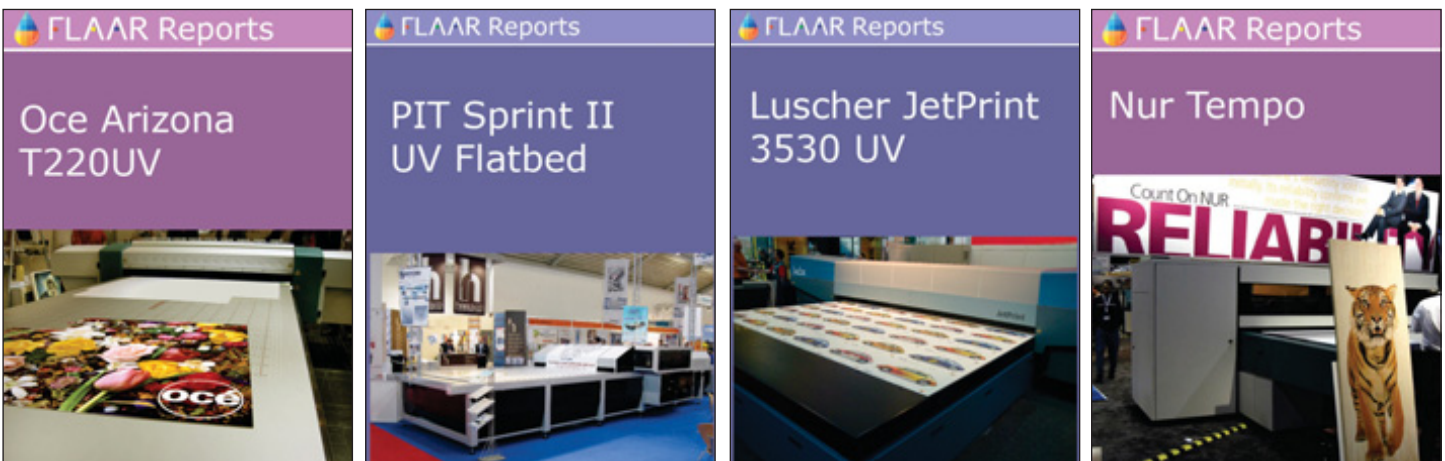 FLAAR Reports
Oce Arizona
T220UV
océ
FLAAR Reports
PIT Sprint II
UV Flatbed
FLAAR Reports
Luscher JetPrint
3530 UV
JetPrint
FLAAR Reports
Nur Tempo
Count On NUR